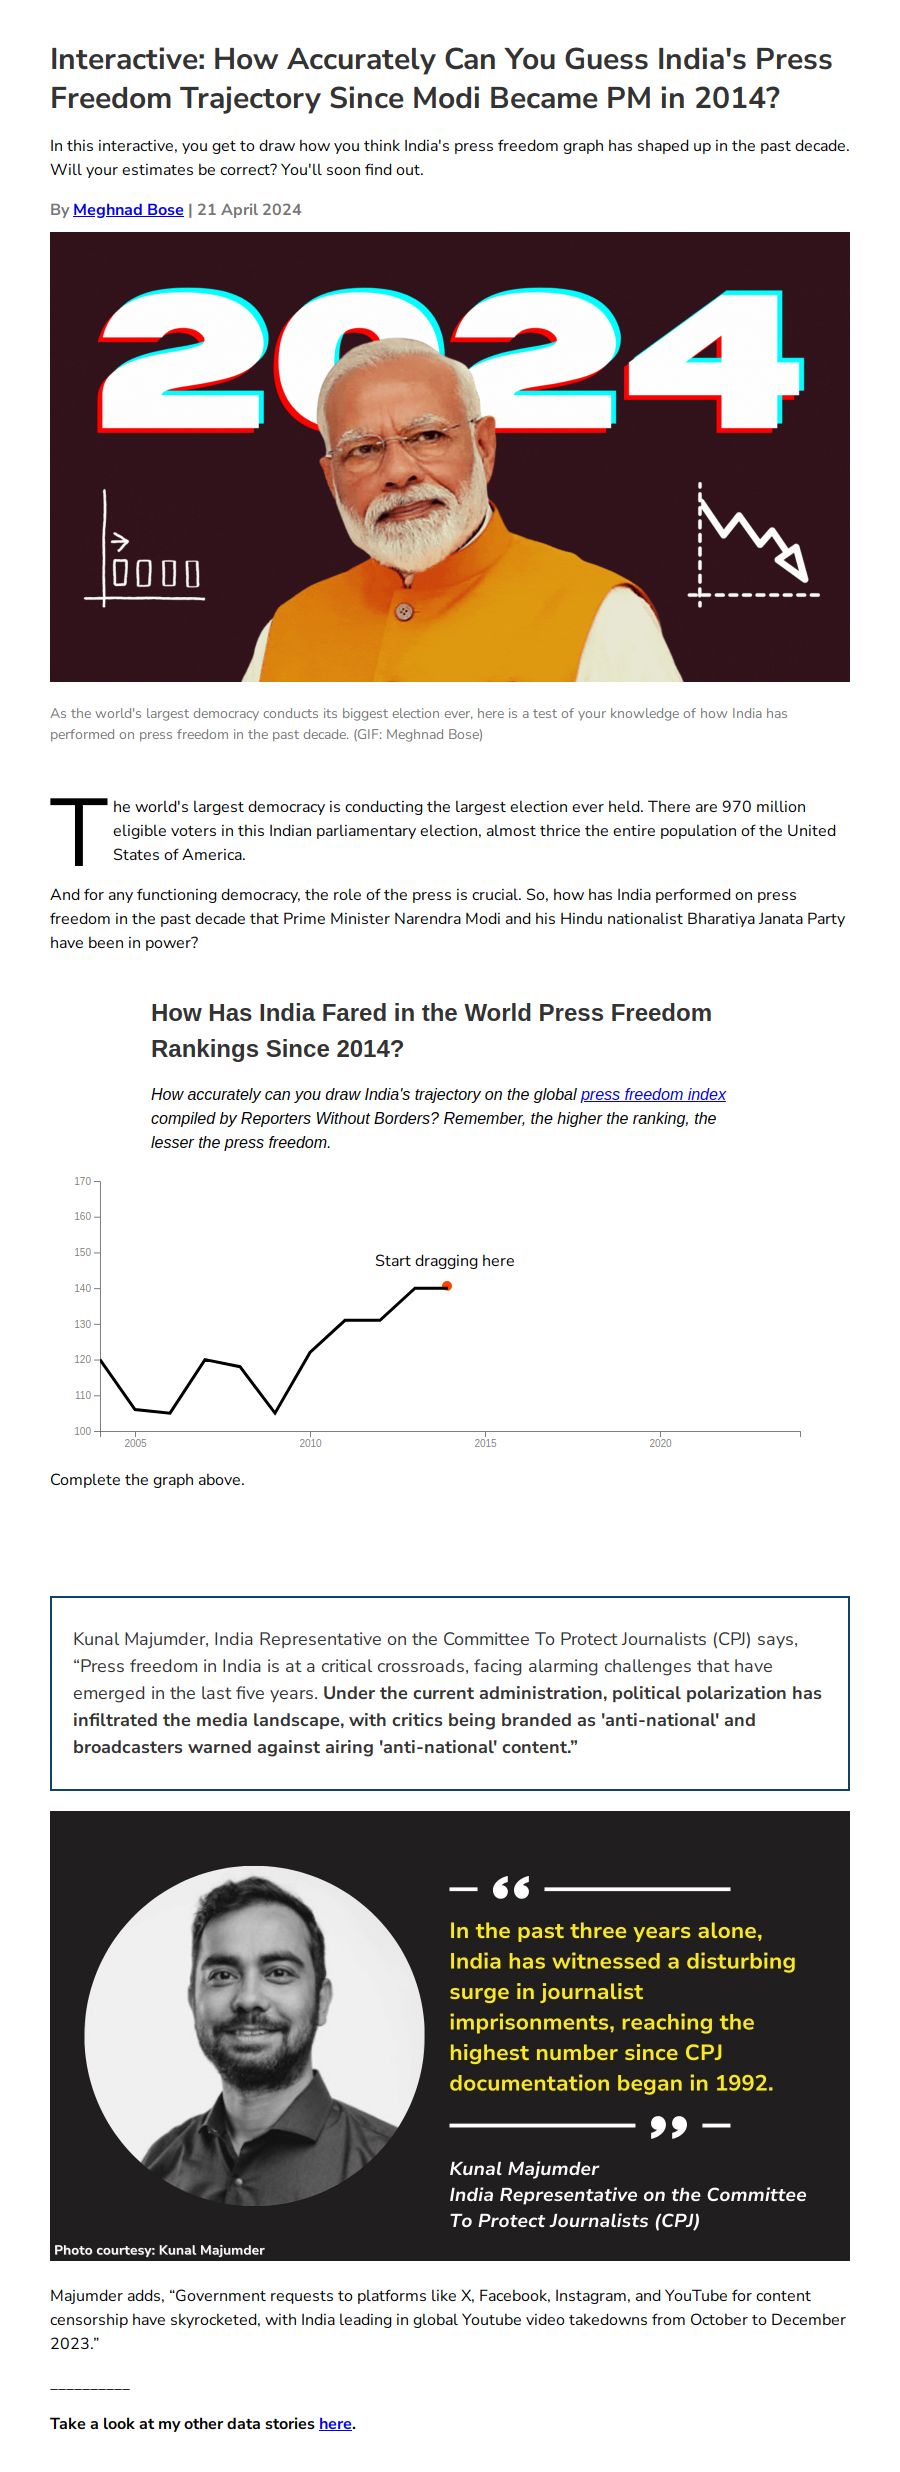 Interactive: How Accurately Can You Guess India's Press
Freedom Trajectory Since Modi Became PM in 2014?
In this interactive, you get to draw how you think India's press freedom graph has shaped up in the past decade.
Will your estimates be correct? You'll soon find out.
By Meghnad Bose | 21 April 2024
2024
As the world's largest democracy conducts its biggest election ever, here is a test of your knowledge of how India has
performed on press freedom in the past decade. (GIF: Meghnad Bose)
The world's largest democracy is conducting the largest election ever held. There are 970 million
eligible voters in this Indian parliamentary election, almost thrice the entire population of the United
States of America.
And for any functioning democracy, the role of the press is crucial. So, how has India performed on press
freedom in the past decade that Prime Minister Narendra Modi and his Hindu nationalist Bharatiya Janata Party
have been in power?
How Has India Fared in the World Press Freedom
Rankings Since 2014?
How accurately can you draw India's trajectory on the global press freedom index
compiled by Reporters Without Borders? Remember, the higher the ranking, the
lesser the press freedom.
170
160
150
Start dragging here
140
130
120
110
100
2005 2010 2015 2020
Complete the graph above.
Kunal Majumder, India Representative on the Committee To Protect Journalists (CPJ) says,
“Press freedom in India is at a critical crossroads, facing alarming challenges that have
emerged in the last five years. Under the current administration, political polarization has
infiltrated the media landscape, with critics being branded as 'anti-national' and
broadcasters warned against airing 'anti-national' content.”
“
In the past three years alone,
India has witnessed a disturbing
surge in journalist
imprisonments, reaching the
highest number since CPJ
documentation began in 1992.
”
Kunal Majumder
India Representative on the Committee
To Protect Journalists (CPJ)
Photo courtesy: Kunal Majumder
Majumder adds, “Government requests to platforms like X, Facebook, Instagram, and YouTube for content
censorship have skyrocketed, with India leading in global Youtube video takedowns from October to December
2023.”
__________
Take a look at my other data stories here.